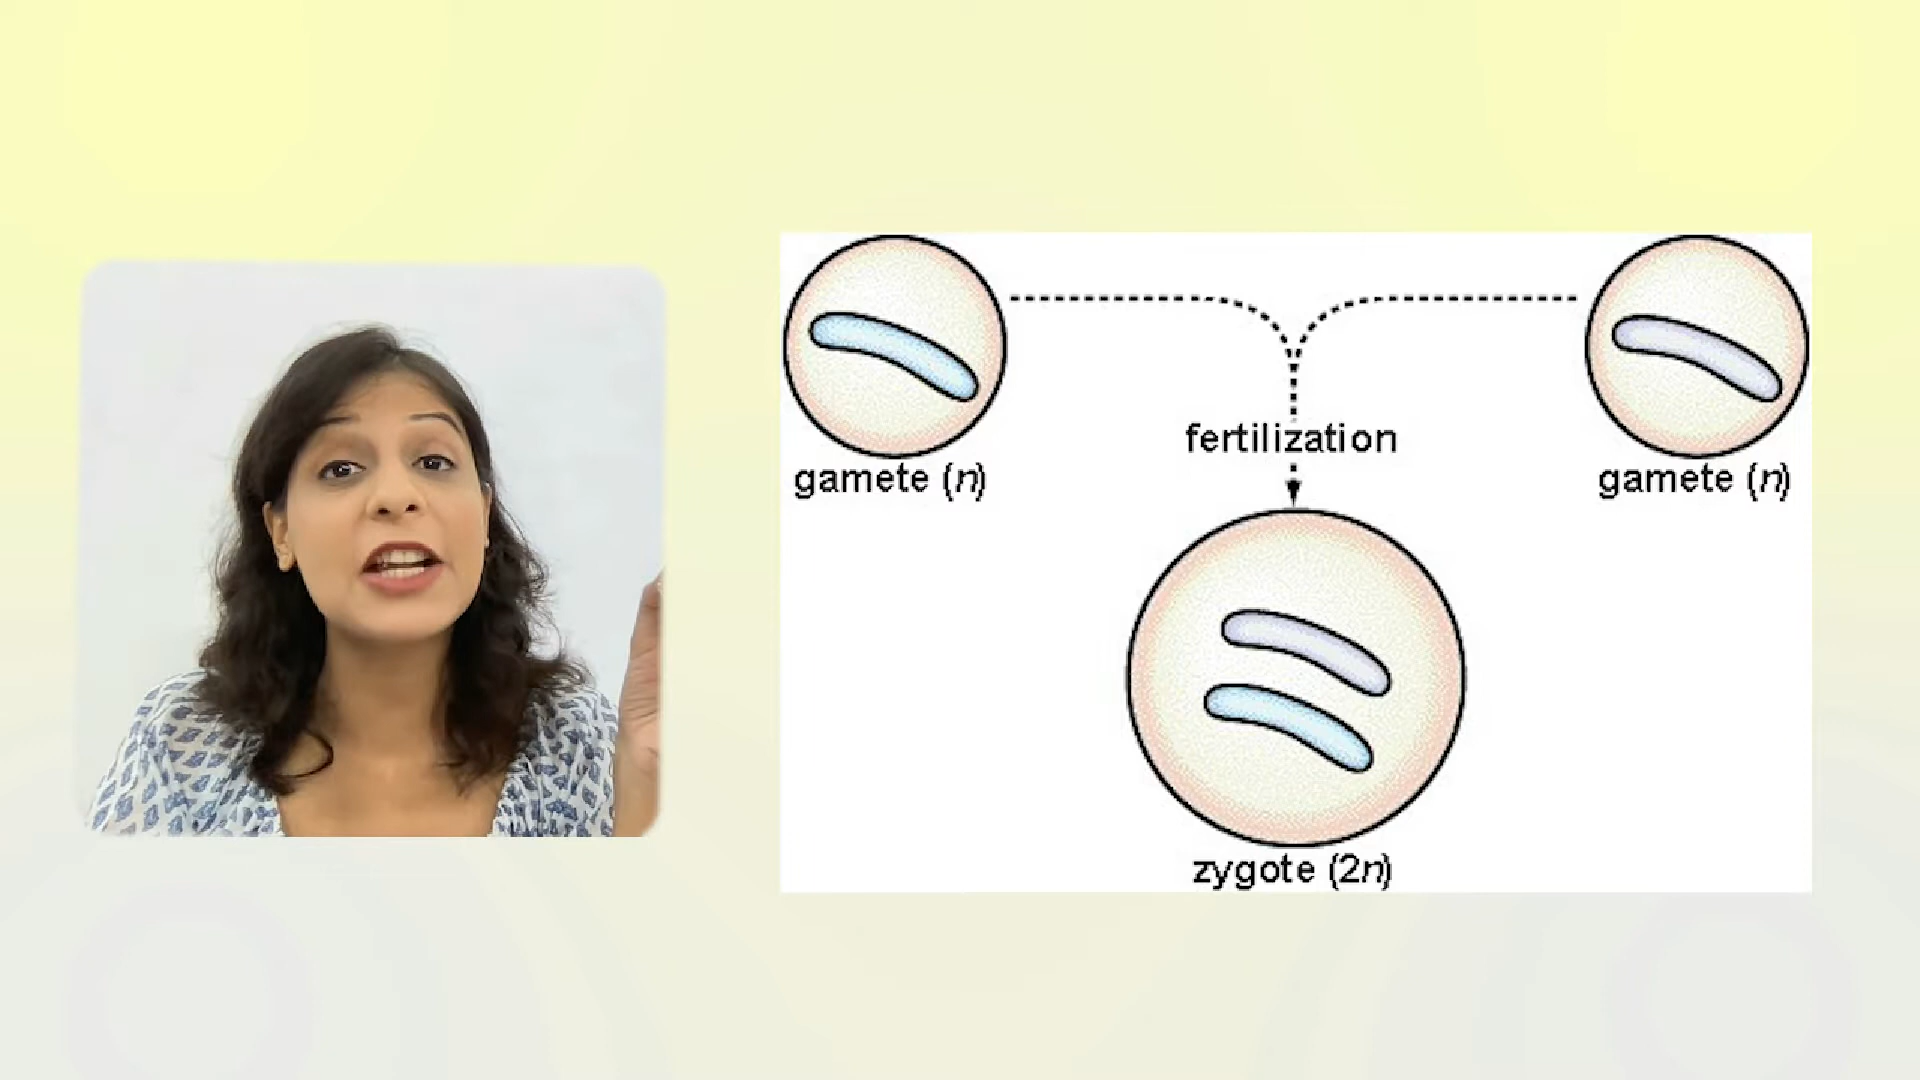 fertilization
gamete (n)
gamete (n)
zygote (2n)